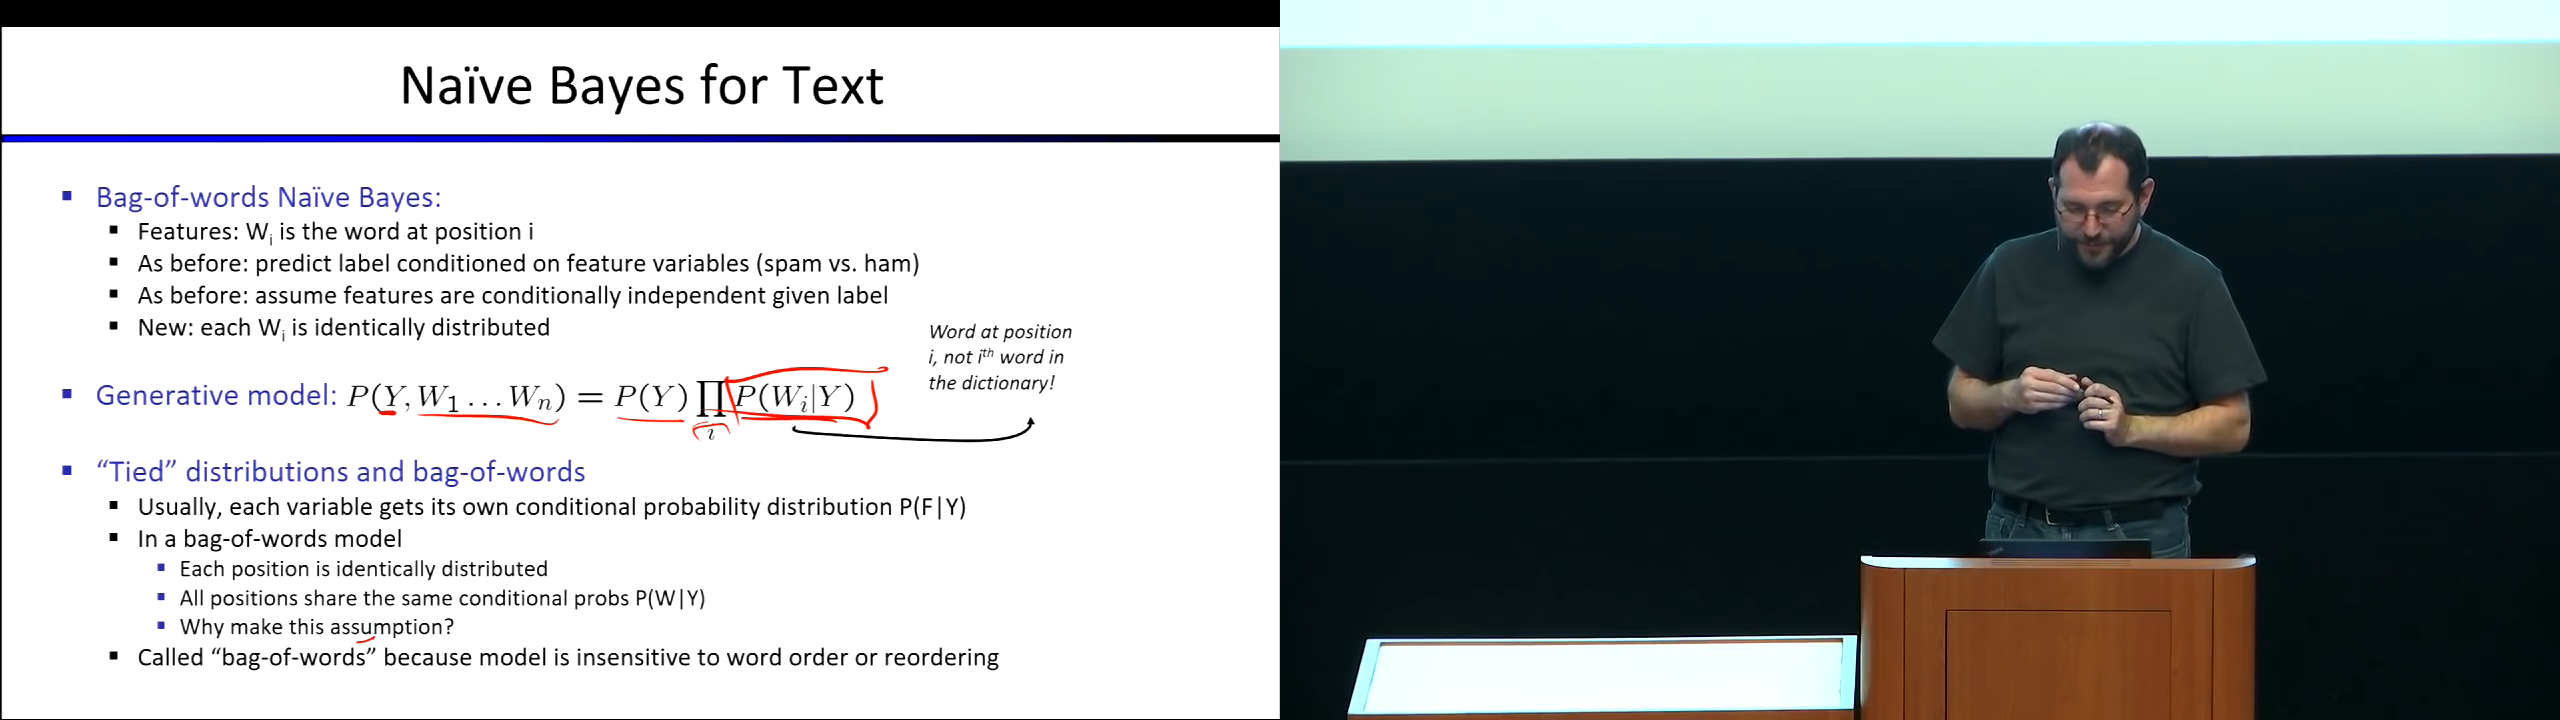 Naïve Bayes for Text
▪ Bag-of-words Naïve Bayes:
▪ Features: Wi is the word at position i
▪ As before: predict label conditioned on feature variables (spam vs. ham)
▪ As before: assume features are conditionally independent given label
▪ New: each Wi is identically distributed
Word at position
i, not ith word in
the dictionary!
▪ Generative model: P(Y, W1 . . . Wn) = P(Y) ∏i P(Wi|Y)
▪ “Tied” distributions and bag-of-words
▪ Usually, each variable gets its own conditional probability distribution P(F|Y)
▪ In a bag-of-words model
▪ Each position is identically distributed
▪ All positions share the same conditional probs P(W|Y)
▪ Why make this assumption?
▪ Called “bag-of-words” because model is insensitive to word order or reordering